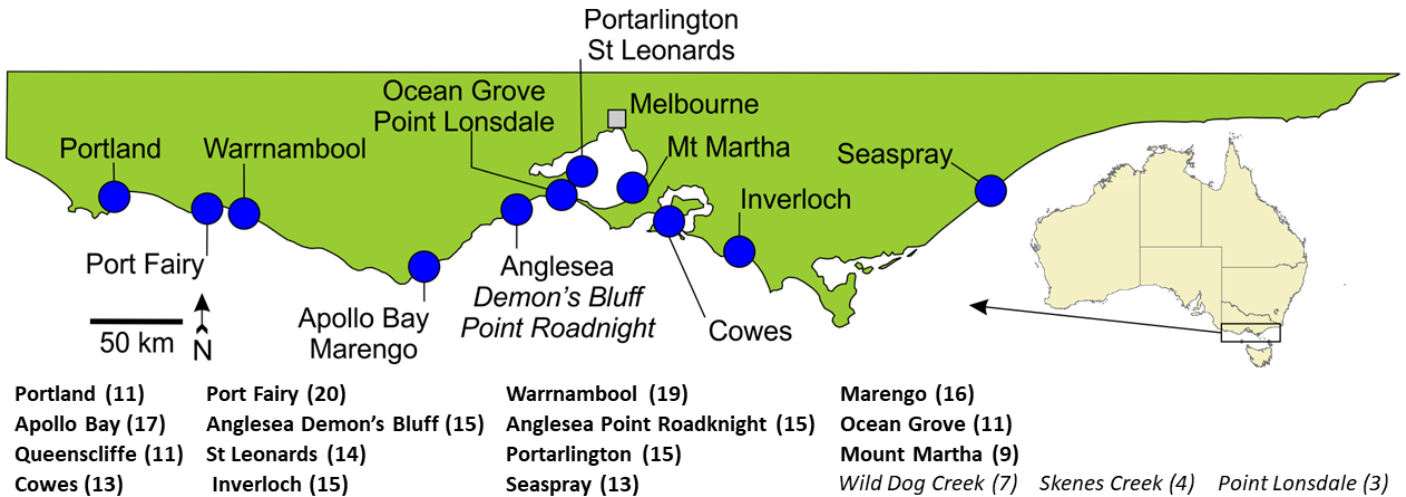 Portarlington
St Leonards
Ocean Grove
Point Lonsdale
Melbourne
Portland
Warrnambool
Mt Martha
Seaspray
Inverloch
Port Fairy
Anglesea
Demon's Bluff
Point Roadnight
Apollo Bay
Marengo
Cowes
50 km
N
Portland (11) Port Fairy (20) Warrnambool (19) Marengo (16)
Apollo Bay (17) Anglesea Demon's Bluff (15) Anglesea Point Roadknight (15) Ocean Grove (11)
Queenscliffe (11) St Leonards (14) Portarlington (15) Mount Martha (9)
Cowes (13) Inverloch (15) Seaspray (13) Wild Dog Creek (7) Skenes Creek (4) Point Lonsdale (3)